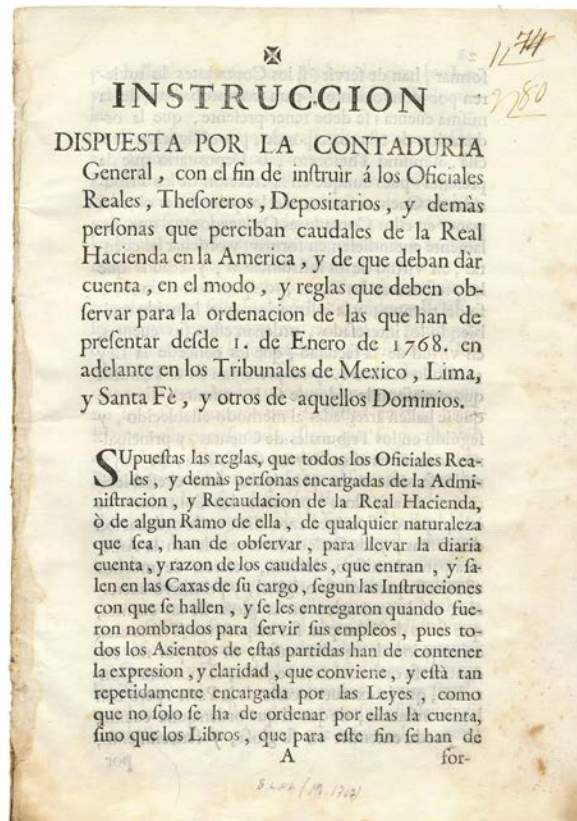 1274
2280
INSTRUCCION
DISPUESTA POR LA CONTADURIA
General, con el fin de inſtruìr á los Oficiales
Reales, Theſoreros, Depoſitarios, y demàs
perſonas que perciban caudales de la Real
Hacienda en la America, y de que deban dàr
cuenta, en el modo, y reglas que deben ob-
ſervar para la ordenacion de las que han de
preſentar deſde 1. de Enero de 1768. en
adelante en los Tribunales de Mexico, Lima,
y Santa Fè, y otros de aquellos Dominios.
SUpueſtas las reglas, que todos los Oficiales Rea-
les, y demàs perſonas encargadas de la Admi-
niſtracion, y Recaudacion de la Real Hacienda,
ò de algun Ramo de ella, de qualquier naturaleza
que ſea, han de obſervar, para llevar la diaria
cuenta, y razon de los caudales, que entran, y ſa-
len en las Caxas de ſu cargo, ſegun las Inſtrucciones
con que ſe hallen, y ſe les entregaron quando fue-
ron nombrados para ſervir ſus empleos, pues to-
dos los Aſientos de eſtas partidas han de contener
la expreſion, y claridad, que conviene, y eſtà tan
repetidamente encargada por las Leyes, como
que no ſolo ſe ha de ordenar por ellas la cuenta,
ſino que los Libros, que para eſte fin ſe han de
A for-